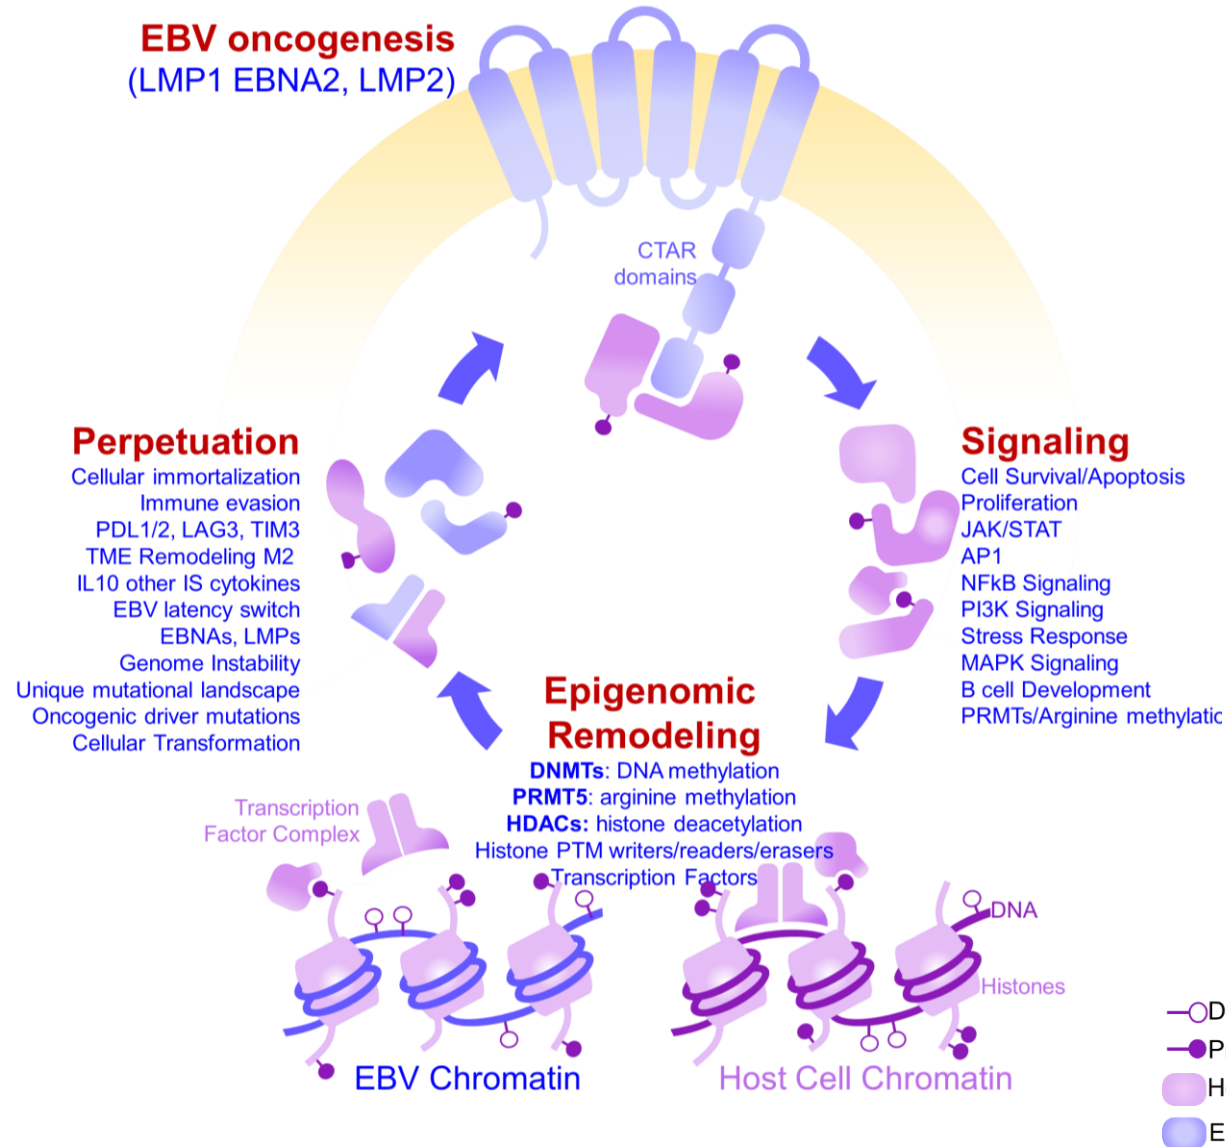 EBV oncogenesis
(LMP1 EBNA2, LMP2)
CTAR
domains
Perpetuation
Cellular immortalization
Immune evasion
PDL1/2, LAG3, TIM3
TME Remodeling M2
IL10 other IS cytokines
EBV latency switch
EBNAs, LMPs
Genome Instability
Unique mutational landscape
Oncogenic driver mutations
Cellular Transformation
Signaling
Cell Survival/Apoptosis
Proliferation
JAK/STAT
AP1
NFkB Signaling
PI3K Signaling
Stress Response
MAPK Signaling
B cell Development
PRMTs/Arginine
Epigenomic
Remodeling
DNMTs: DNA methylation
PRMT5: arginine methylation
HDACs: histone deacetylation
Histone PTM writers/readers/erasers
Transcription Factors
Transcription
Factor Complex
DNA
Histones
EBV Chromatin
Host Cell Chromatin